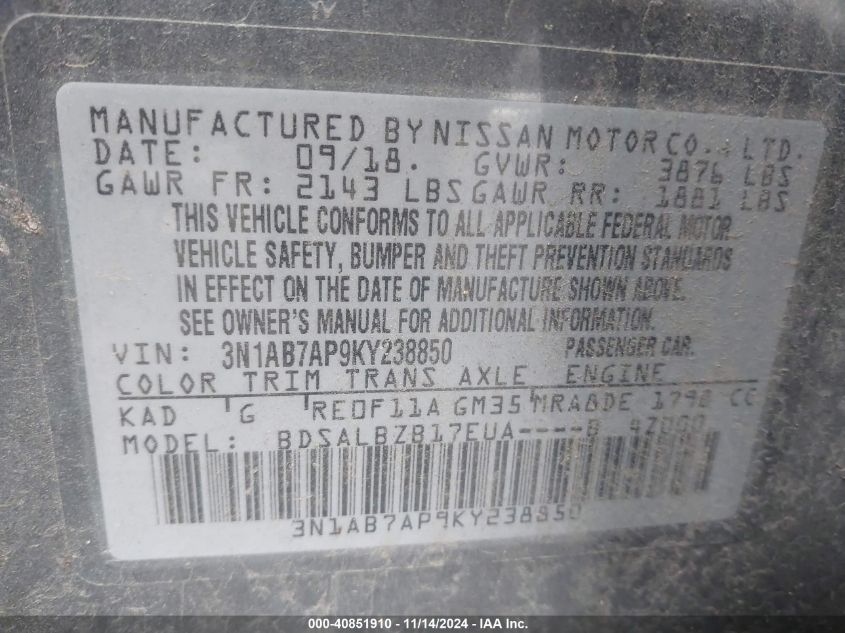 MANUFACTURED BY NISSAN MOTOR CO., LTD.
DATE: 09/18. GVWR: 3876 LBS
GAWR FR: 2143 LBS GAWR RR: 1881 LBS
THIS VEHICLE CONFORMS TO ALL APPLICABLE FEDERAL MOTOR
VEHICLE SAFETY, BUMPER AND THEFT PREVENTION STANDARDS
IN EFFECT ON THE DATE OF MANUFACTURE SHOWN ABOVE.
SEE OWNER'S MANUAL FOR ADDITIONAL INFORMATION.
VIN: 3N1AB7AP9KY238850 PASSENGER CAR.
COLOR TRIM TRANS AXLE ENGINE
KAD G RE0F11A GM35 MRA8DE 1798 CC
MODEL: BDSALBZB17EUA----B 4Z000
3N1AB7AP9KY238850
000-40851910 - 11/14/2024 - IAA Inc.